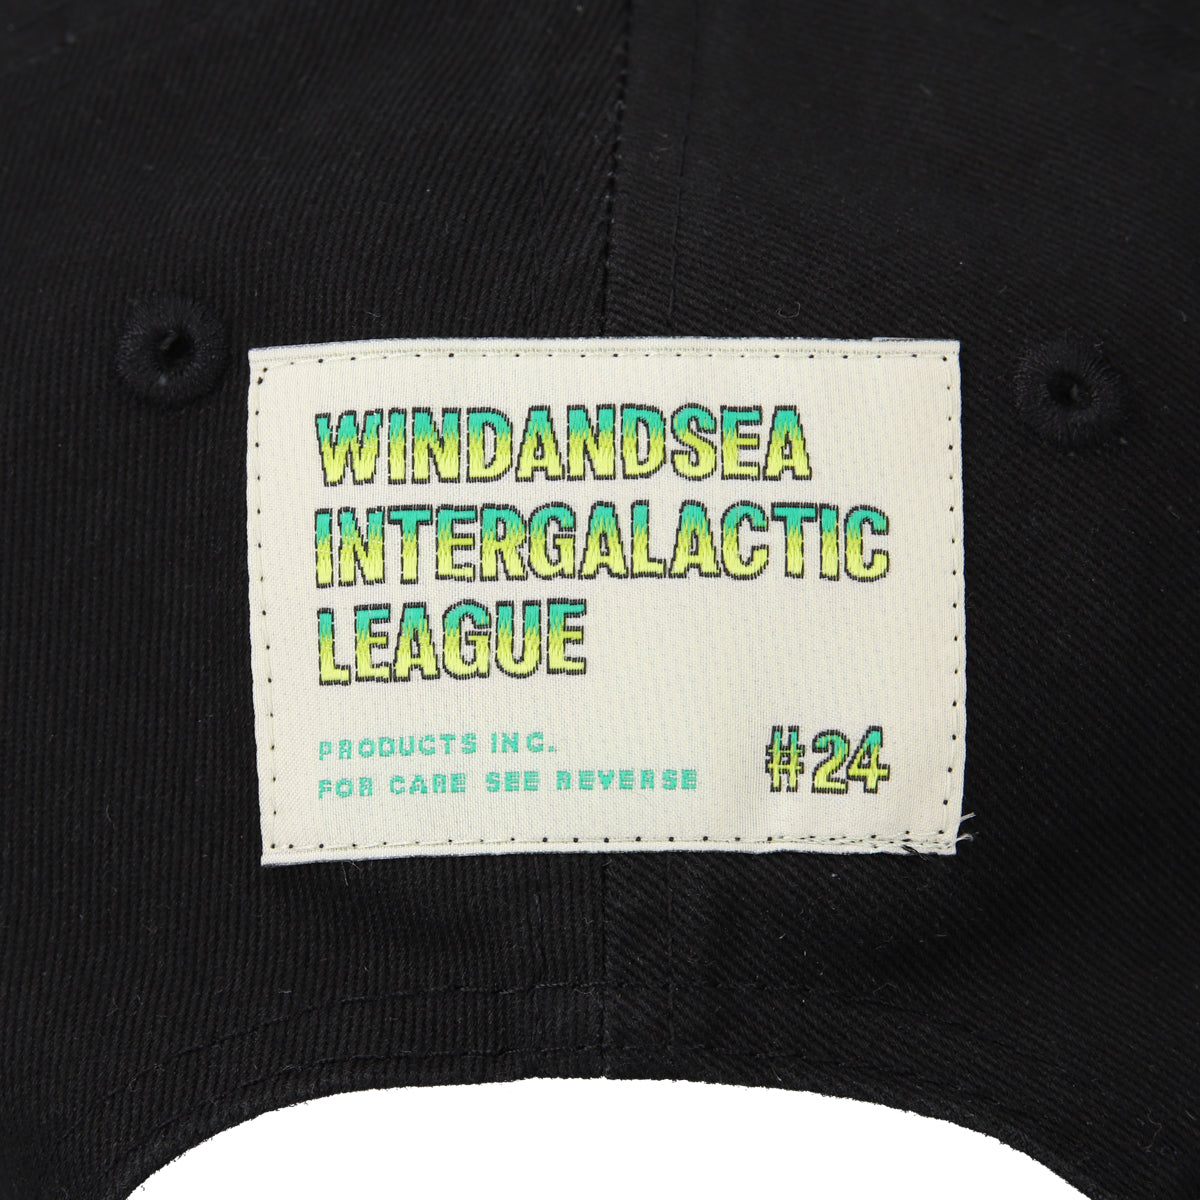 WINDANDSEA
INTERGALACTIC
LEAGUE
PRODUCTS INC.
FOR CARE SEE REVERSE
#24